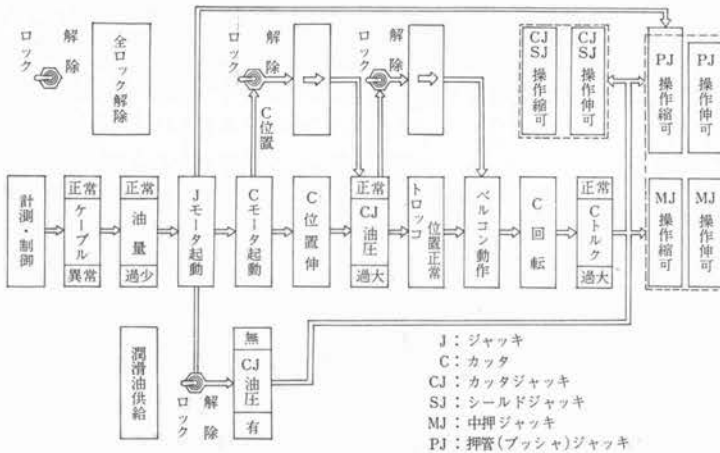 ロック
解除
全ロック解除
ロック
解除
C位置
ロック
解除
CJ
SJ
操作縮可
CJ
SJ
操作伸可
PJ
操作縮可
PJ
操作伸可
計測・制御
正常
ケーブル
異常
正常
油量
過少
Jモータ起動
Cモータ起動
C位置伸
正常
CJ
油圧
過大
トロッコ
位置正常
ベルコン動作
C回転
正常
Cトルク
過大
MJ
操作縮可
MJ
操作伸可
潤滑油供給
ロック
解除
無
CJ
油圧
有
J：ジャッキ
C：カッタ
CJ：カッタジャッキ
SJ：シールドジャッキ
MJ：中押ジャッキ
PJ：押管(プッシャ)ジャッキ